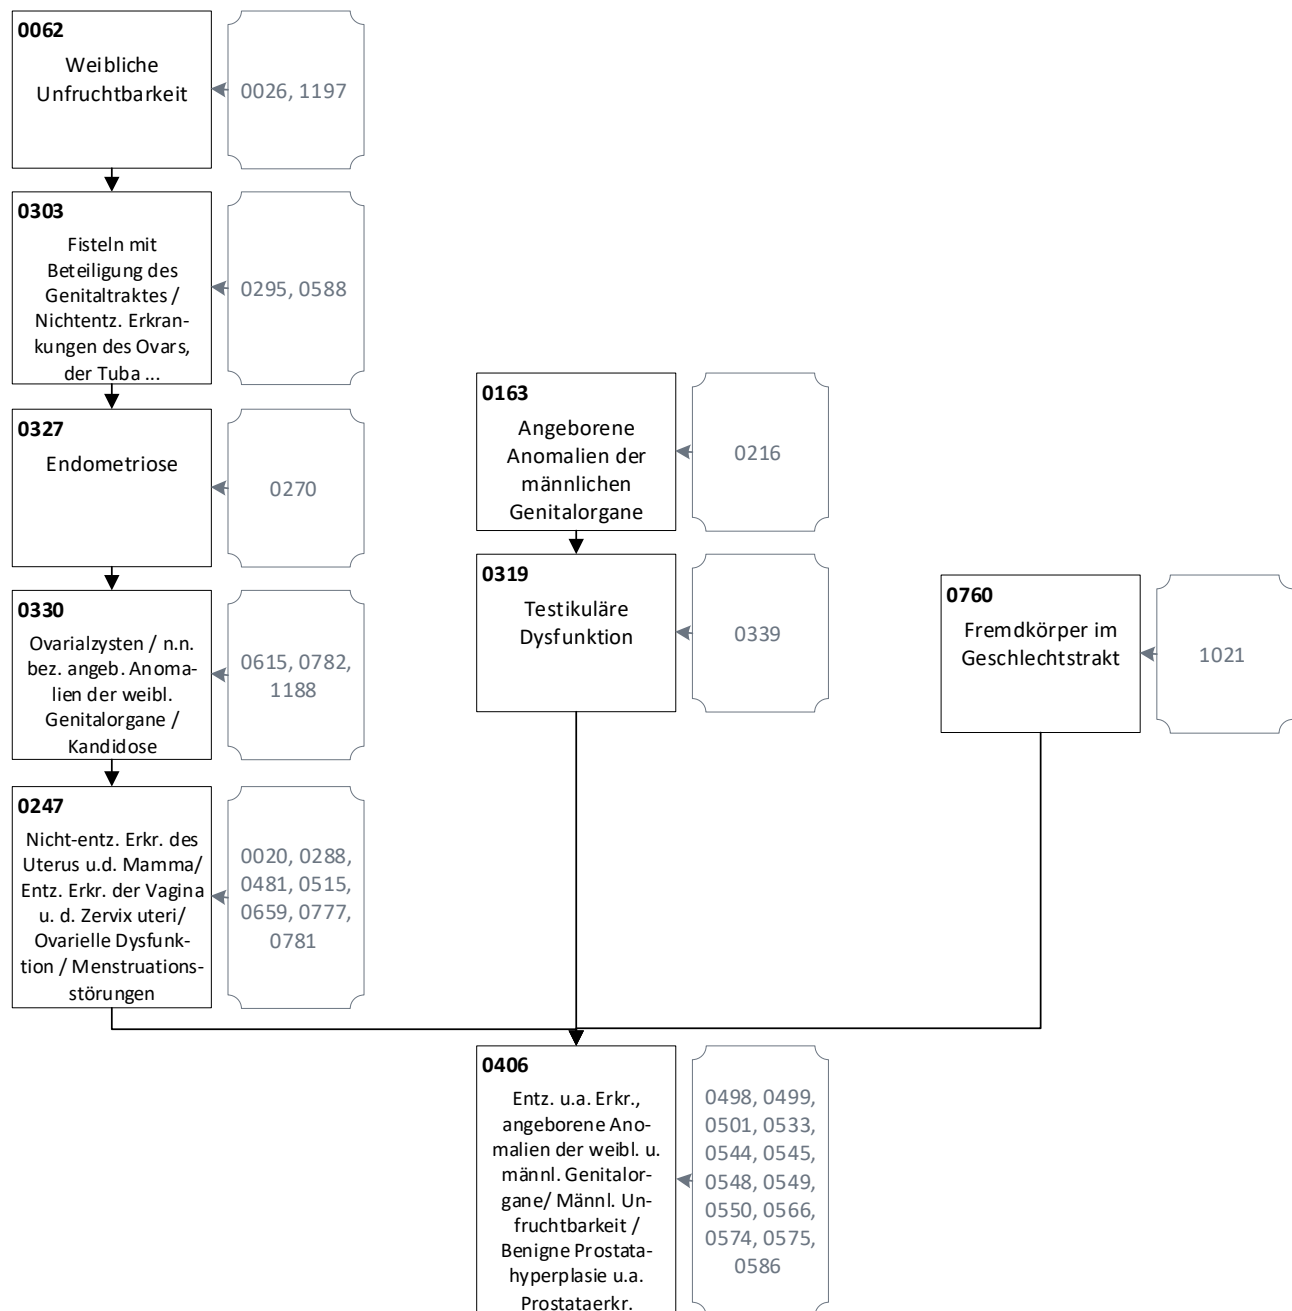 0062
Weibliche
Unfruchtbarkeit
0026, 1197
0303
Fisteln mit
Beteiligung des
Genitaltraktes /
Nichtentz. Erkran-
kungen des Ovars,
der Tuba ...
0295, 0588
0327
Endometriose
0270
0330
Ovarialzysten / n.n.
bez. angeb. Anoma-
lien der weibl.
Genitalorgane /
Kandidose
0615, 0782,
1188
0247
Nicht-entz. Erkr. des
Uterus u.d. Mamma/
Entz. Erkr. der Vagina
u. d. Zervix uteri/
Ovarielle Dysfunk-
tion / Menstruations-
störungen
0020, 0288,
0481, 0515,
0659, 0777,
0781
0163
Angeborene
Anomalien der
männlichen
Genitalorgane
0216
0319
Testikuläre
Dysfunktion
0339
0760
Fremdkörper im
Geschlechtstrakt
1021
0406
Entz. u.a. Erkr.,
angeborene Ano-
malien der weibl. u.
männl. Genitalor-
gane/ Männl. Un-
fruchtbarkeit /
Benigne Prostata-
hyperplasie u.a.
Prostataerkr.
0498, 0499,
0501, 0533,
0544, 0545,
0548, 0549,
0550, 0566,
0574, 0575,
0586